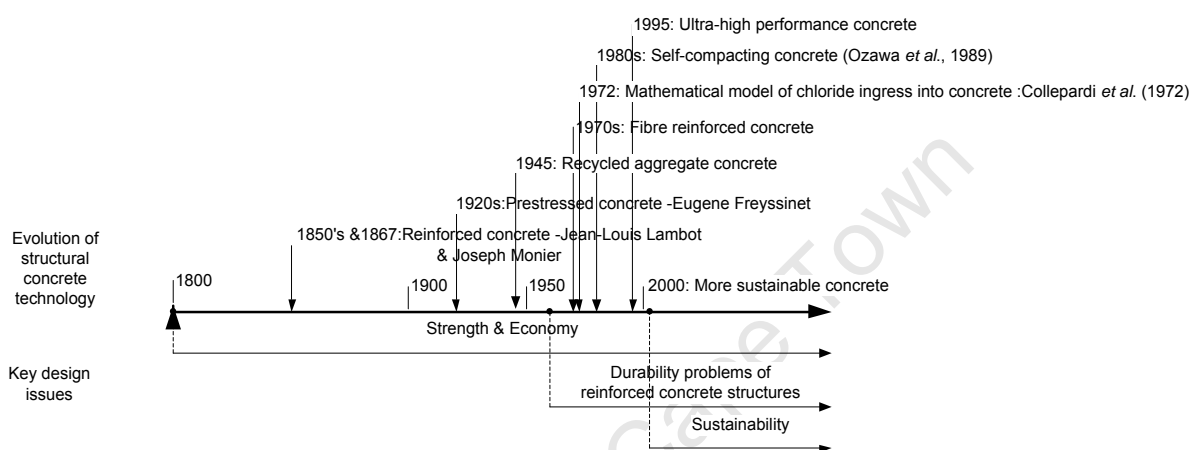 1995: Ultra-high performance concrete
1980s: Self-compacting concrete (Ozawa et al., 1989)
1972: Mathematical model of chloride ingress into concrete :Collepardi et al. (1972)
1970s: Fibre reinforced concrete
1945: Recycled aggregate concrete
1920s:Prestressed concrete -Eugene Freyssinet
1850's &1867:Reinforced concrete -Jean-Louis Lambot
& Joseph Monier
Evolution of
structural
concrete
technology
1800
1900
1950
2000: More sustainable concrete
Strength & Economy
Key design
issues
Durability problems of
reinforced concrete structures
Sustainability
Cape Town